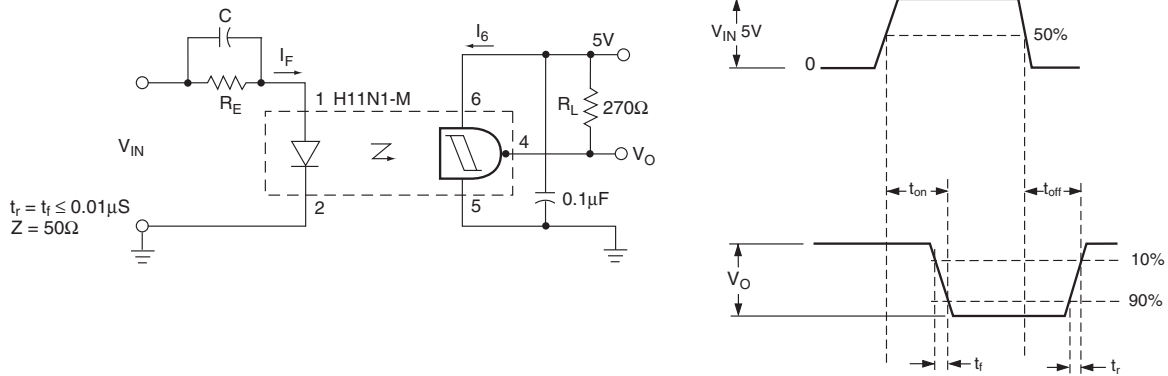 C
I_F
R_E
V_IN
t_r = t_f ≤ 0.01μS
Z = 50Ω
1 H11N1-M
2
I_6
6
5V
R_L 270Ω
4
V_O
0.1μF
5
V_IN 5V
50%
0
t_on
t_off
V_O
10%
90%
t_f
t_r